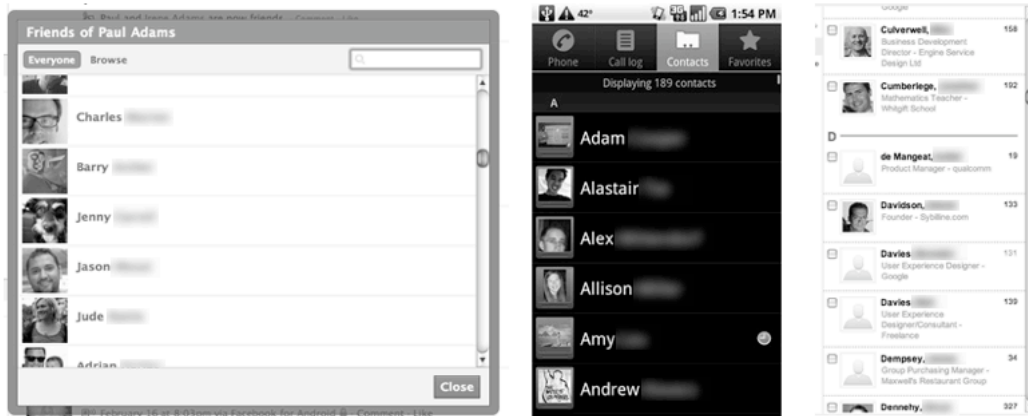 Paul and Irene Adams are now friends · Comment · Like
Friends of Paul Adams
Everyone
Browse
Charles
Barry
Jenny
Jason
Jude
Adrian
Close
February 16 at 8:03pm via Facebook for Android · Comment · Like
42°
3G
1:54 PM
Phone
Call log
Contacts
Favorites
Displaying 189 contacts
A
Adam
Alastair
Alex
Allison
Amy
Andrew
Google
Culverwell,
158
Business Development
Director - Engine Service
Design Ltd
Cumberlege,
192
Mathematics Teacher -
Whitgift School
D
de Mangeat,
19
Product Manager - qualcomm
Davidson,
133
Founder - Sybilline.com
Davies
131
User Experience Designer -
Google
Davies
139
User Experience
Designer/Consultant -
Freelance
Dempsey,
34
Group Purchasing Manager -
Maxwell's Restaurant Group
Dennehy,
327